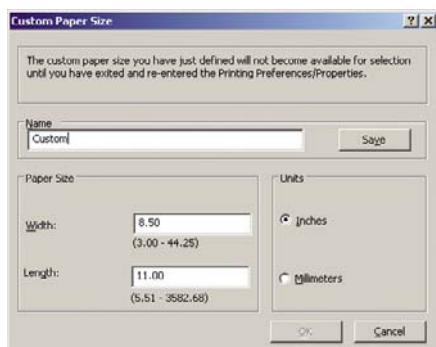 Custom Paper Size
The custom paper size you have just defined will not become available for selection
until you have exited and re-entered the Printing Preferences/Properties.
Name
Custom
Save
Paper Size
Width:
8.50
(3.00 - 44.25)
Length:
11.00
(5.51 - 3582.68)
Units
Inches
Millimeters
OK
Cancel